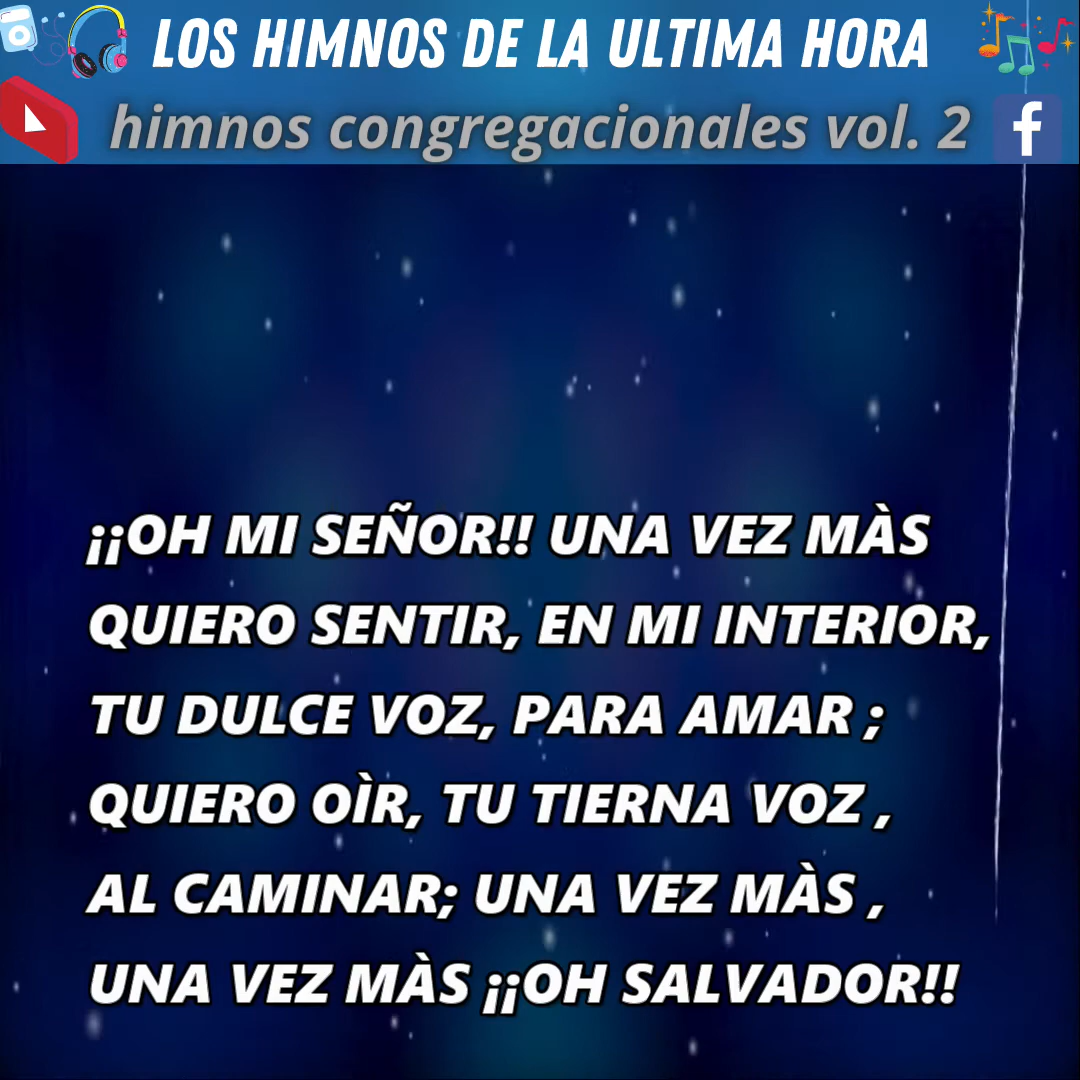 LOS HIMNOS DE LA ULTIMA HORA
himnos congregacionales vol. 2
f
¡¡OH MI SEÑOR!! UNA VEZ MÀS
QUIERO SENTIR, EN MI INTERIOR,
TU DULCE VOZ, PARA AMAR ;
QUIERO OÌR, TU TIERNA VOZ ,
AL CAMINAR; UNA VEZ MÀS ,
UNA VEZ MÀS ¡¡OH SALVADOR!!